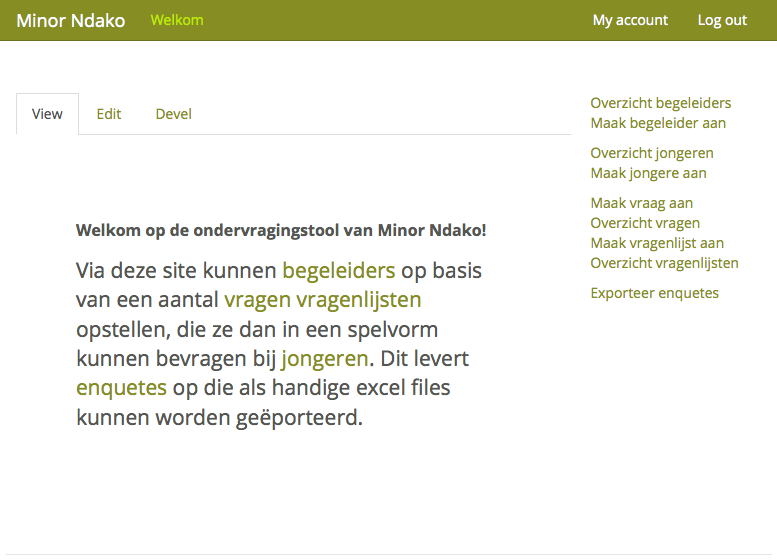 Minor Ndako Welkom My account Log out
View Edit Devel
Welkom op de ondervragingstool van Minor Ndako!
Via deze site kunnen begeleiders op basis
van een aantal vragen vragenlijsten
opstellen, die ze dan in een spelvorm
kunnen bevragen bij jongeren. Dit levert
enquetes op die als handige excel files
kunnen worden geëporteerd.
Overzicht begeleiders
Maak begeleider aan
Overzicht jongeren
Maak jongere aan
Maak vraag aan
Overzicht vragen
Maak vragenlijst aan
Overzicht vragenlijsten
Exporteer enquetes